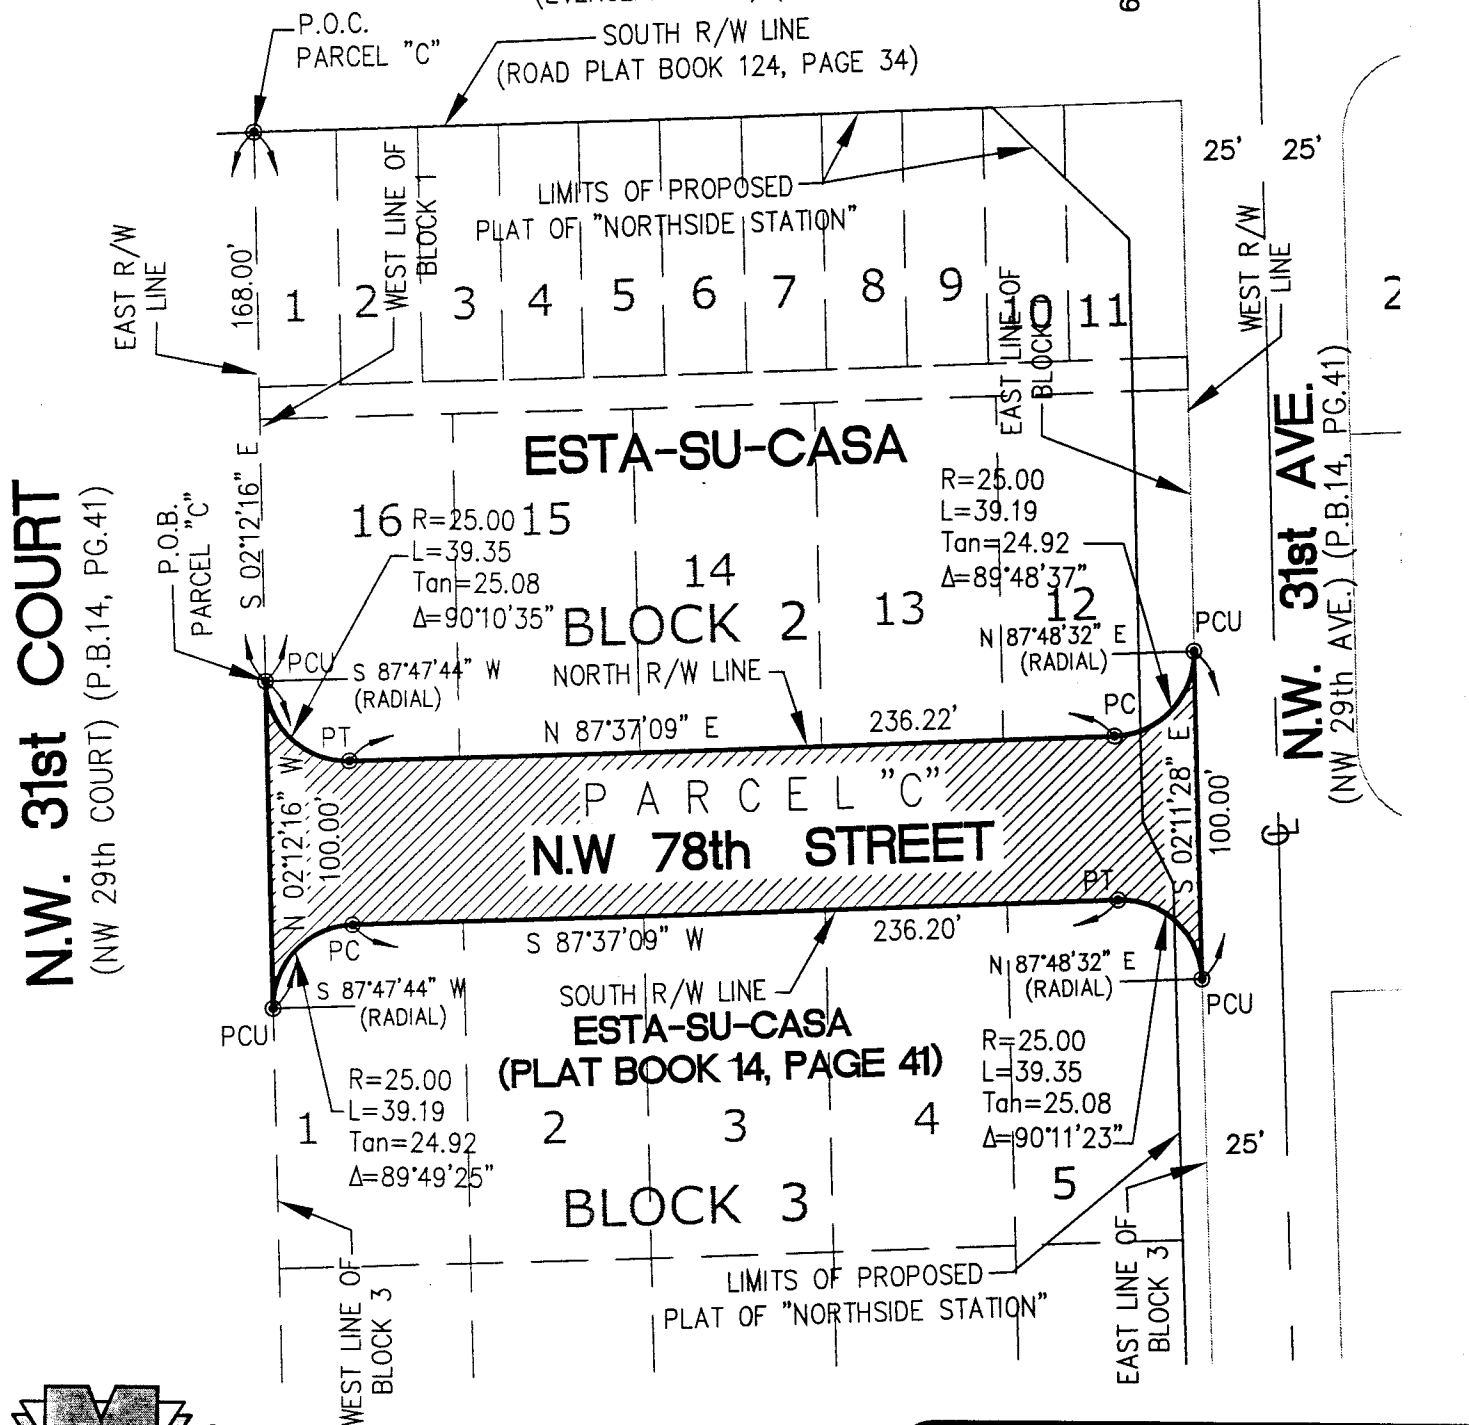 P.O.C.
PARCEL "C"
SOUTH R/W LINE
(ROAD PLAT BOOK 124, PAGE 34)
25'
25'
LIMITS OF PROPOSED
PLAT OF "NORTHSIDE STATION"
WEST LINE OF
BLOCK 1
EAST R/W
LINE
168.00'
1
2
3
4
5
6
7
8
9
10
11
EAST LINE OF
BLOCK 1
WEST R/W
LINE
2
ESTA-SU-CASA
N.W. 31st COURT
(NW 29th COURT) (P.B.14, PG.41)
P.O.B.
PARCEL "C"
S 02°12'16" E
16
R=25.00
L=39.35
Tan=25.08
Δ=90°10'35"
15
14
BLOCK 2
13
12
R=25.00
L=39.19
Tan=24.92
Δ=89°48'37"
N.W. 31st AVE.
(NW 29th AVE.) (P.B.14, PG.41)
PCU
S 87°47'44" W
(RADIAL)
NORTH R/W LINE
N 87°48'32" E
(RADIAL)
PCU
PT
N 87°37'09" E
236.22'
PC
N 02°12'16" W
100.00'
PARCEL "C"
N.W 78th STREET
S 02°11'28" E
100.00'
PC
S 87°37'09" W
236.20'
PT
S 87°47'44" W
(RADIAL)
PCU
SOUTH R/W LINE
N 87°48'32" E
(RADIAL)
PCU
ESTA-SU-CASA
(PLAT BOOK 14, PAGE 41)
R=25.00
L=39.19
Tan=24.92
Δ=89°49'25"
R=25.00
L=39.35
Tan=25.08
Δ=90°11'23"
1
2
3
4
5
25'
BLOCK 3
LIMITS OF PROPOSED
PLAT OF "NORTHSIDE STATION"
WEST LINE OF
BLOCK 3
EAST LINE OF
BLOCK 3